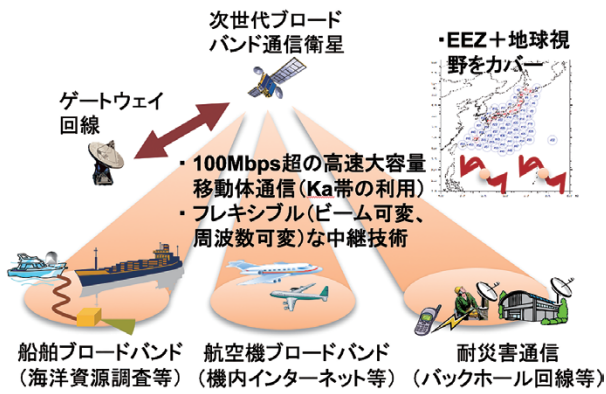 次世代ブロード
バンド通信衛星
・EEZ＋地球視
野をカバー
ゲートウェイ
回線
・100Mbps超の高速大容量
移動体通信（Ka帯の利用）
・フレキシブル（ビーム可変、
周波数可変）な中継技術
船舶ブロードバンド
（海洋資源調査等）
航空機ブロードバンド
（機内インターネット等）
耐災害通信
（バックホール回線等）